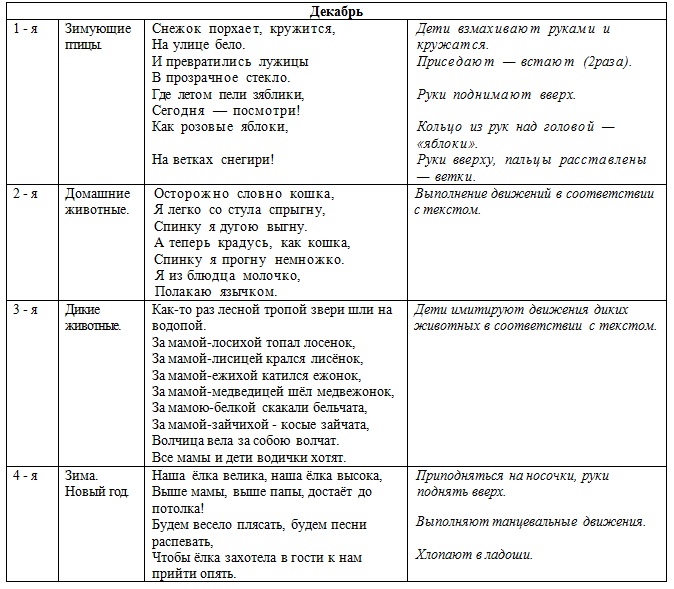 Декабрь
1 - я
Зимующие
птицы.
Снежок порхает, кружится,
На улице бело.
И превратились лужицы
В прозрачное стекло.
Где летом пели зяблики,
Сегодня — посмотри!
Как розовые яблоки,
На ветках снегири!
Дети взмахивают руками и
кружатся.
Приседают — встают (2раза).
Руки поднимают вверх.
Кольцо из рук над головой —
«яблоки».
Руки вверху, пальцы расставлены
— ветки.
2 - я
Домашние
животные.
Осторожно словно кошка,
Я легко со стула спрыгну,
Спинку я дугою выгну.
А теперь крадусь, как кошка,
Спинку я прогну немножко.
Я из блюдца молочко,
Полакаю язычком.
Выполнение движений в соответствии
с текстом.
3 - я
Дикие
животные.
Как-то раз лесной тропой звери шли на
водопой.
За мамой-лосихой топал лосенок,
За мамой-лисицей крался лисёнок,
За мамой-ежихой катился ежонок,
За мамой-медведицей шёл медвежонок,
За мамою-белкой скакали бельчата,
За мамой-зайчихой - косые зайчата,
Волчица вела за собою волчат.
Все мамы и дети водички хотят.
Дети имитируют движения диких
животных в соответствии с текстом.
4 - я
Зима.
Новый год.
Наша ёлка велика, наша ёлка высока,
Выше мамы, выше папы, достаёт до
потолка!
Будем весело плясать, будем песни
распевать,
Чтобы ёлка захотела в гости к нам
прийти опять.
Приподняться на носочки, руки
поднять вверх.
Выполняют танцевальные движения.
Хлопают в ладоши.